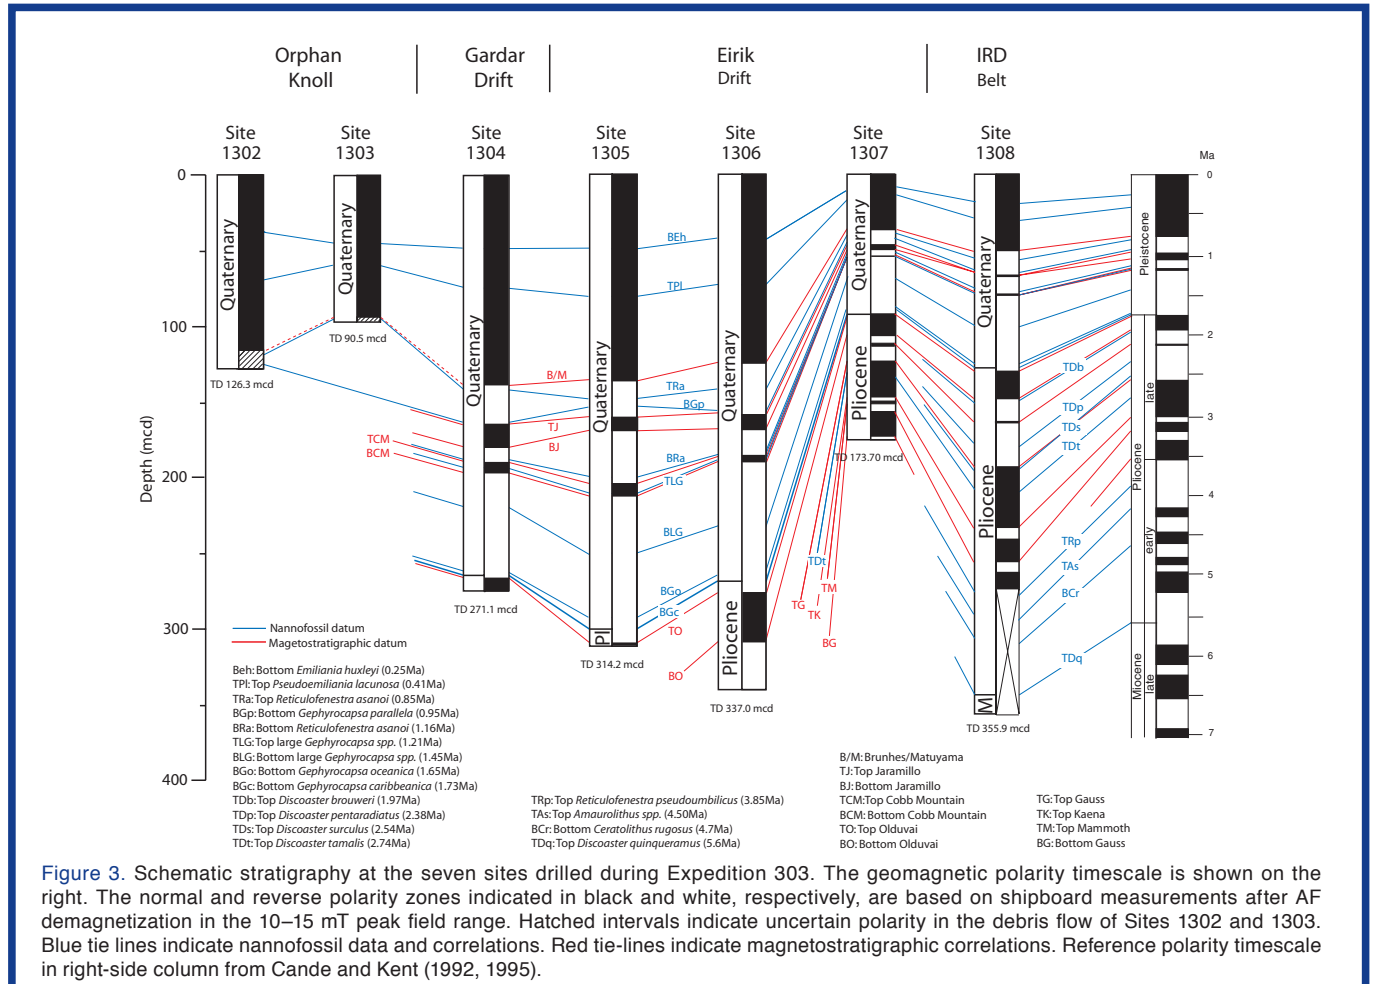 Orphan
Knoll
Gardar
Drift
Eirik
Drift
IRD
Belt
Site
1302
Site
1303
Site
1304
Site
1305
Site
1306
Site
1307
Site
1308
Ma
0
100
200
300
400
Depth (mcd)
0
1
2
3
4
5
6
7
Quaternary
Quaternary
Quaternary
Quaternary
Quaternary
Quaternary
Quaternary
Pl
Pliocene
Pliocene
Pliocene
M
Pleistocene
Pliocene
late
early
Miocene
late
TD 126.3 mcd
TD 90.5 mcd
TD 271.1 mcd
TD 314.2 mcd
TD 337.0 mcd
TD 173.70 mcd
TD 355.9 mcd
BEh
TPl
B/M
TRa
BGp
TJ
BJ
TCM
BCM
BRa
TLG
BLG
BGo
BGc
TO
BO
TDt
TM
TG
TK
BG
TDb
TDp
TDs
TDt
TRp
TAs
BCr
TDq
Nannofossil datum
Magetostratigraphic datum
Beh: Bottom Emiliania huxleyi (0.25Ma)
TPl: Top Pseudoemiliania lacunosa (0.41Ma)
TRa: Top Reticulofenestra asanoi (0.85Ma)
BGp: Bottom Gephyrocapsa parallela (0.95Ma)
BRa: Bottom Reticulofenestra asanoi (1.16Ma)
TLG: Top large Gephyrocapsa spp. (1.21Ma)
BLG: Bottom large Gephyrocapsa spp. (1.45Ma)
BGo: Bottom Gephyrocapsa oceanica (1.65Ma)
BGc: Bottom Gephyrocapsa caribbeanica (1.73Ma)
TDb: Top Discoaster brouweri (1.97Ma)
TDp: Top Discoaster pentaradiatus (2.38Ma)
TDs: Top Discoaster surculus (2.54Ma)
TDt: Top Discoaster tamalis (2.74Ma)
TRp: Top Reticulofenestra pseudoumbilicus (3.85Ma)
TAs: Top Amaurolithus spp. (4.50Ma)
BCr: Bottom Ceratolithus rugosus (4.7Ma)
TDq: Top Discoaster quinqueramus (5.6Ma)
B/M: Brunhes/Matuyama
TJ: Top Jaramillo
BJ: Bottom Jaramillo
TCM: Top Cobb Mountain
BCM: Bottom Cobb Mountain
TO: Top Olduvai
BO: Bottom Olduvai
TG: Top Gauss
TK: Top Kaena
TM: Top Mammoth
BG: Bottom Gauss
Figure 3. Schematic stratigraphy at the seven sites drilled during Expedition 303. The geomagnetic polarity timescale is shown on the
right. The normal and reverse polarity zones indicated in black and white, respectively, are based on shipboard measurements after AF
demagnetization in the 10–15 mT peak field range. Hatched intervals indicate uncertain polarity in the debris flow of Sites 1302 and 1303.
Blue tie lines indicate nannofossil data and correlations. Red tie-lines indicate magnetostratigraphic correlations. Reference polarity timescale
in right-side column from Cande and Kent (1992, 1995).